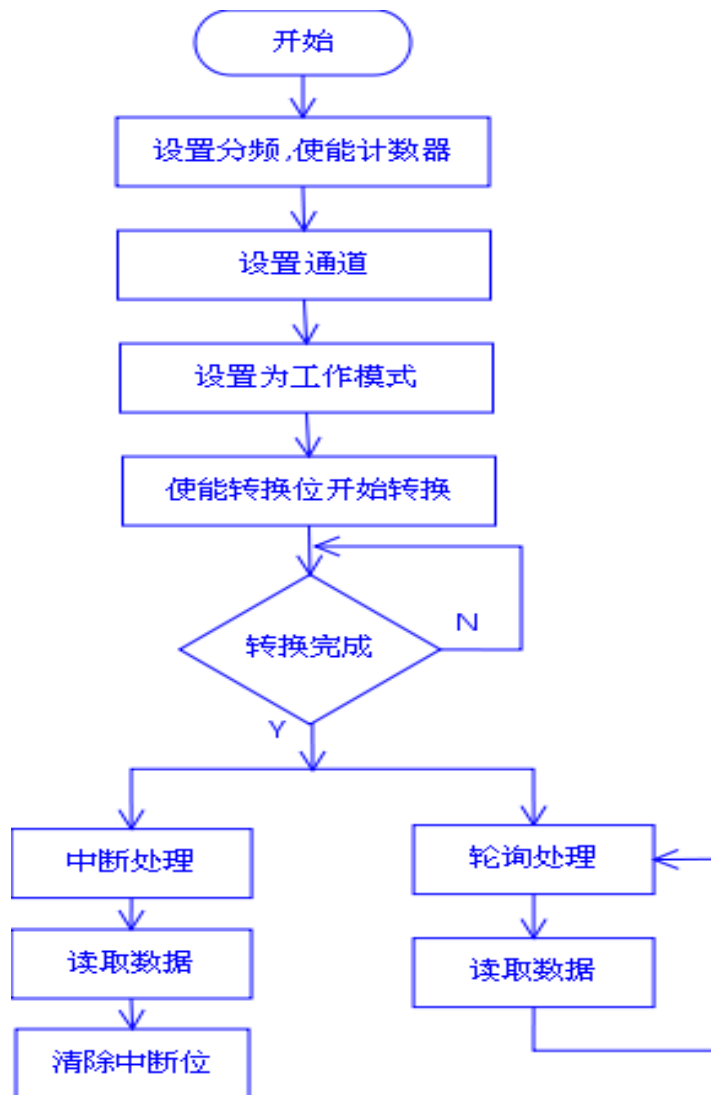 开始
设置分频,使能计数器
设置通道
设置为工作模式
使能转换位开始转换
转换完成
N
Y
中断处理
轮询处理
读取数据
读取数据
清除中断位